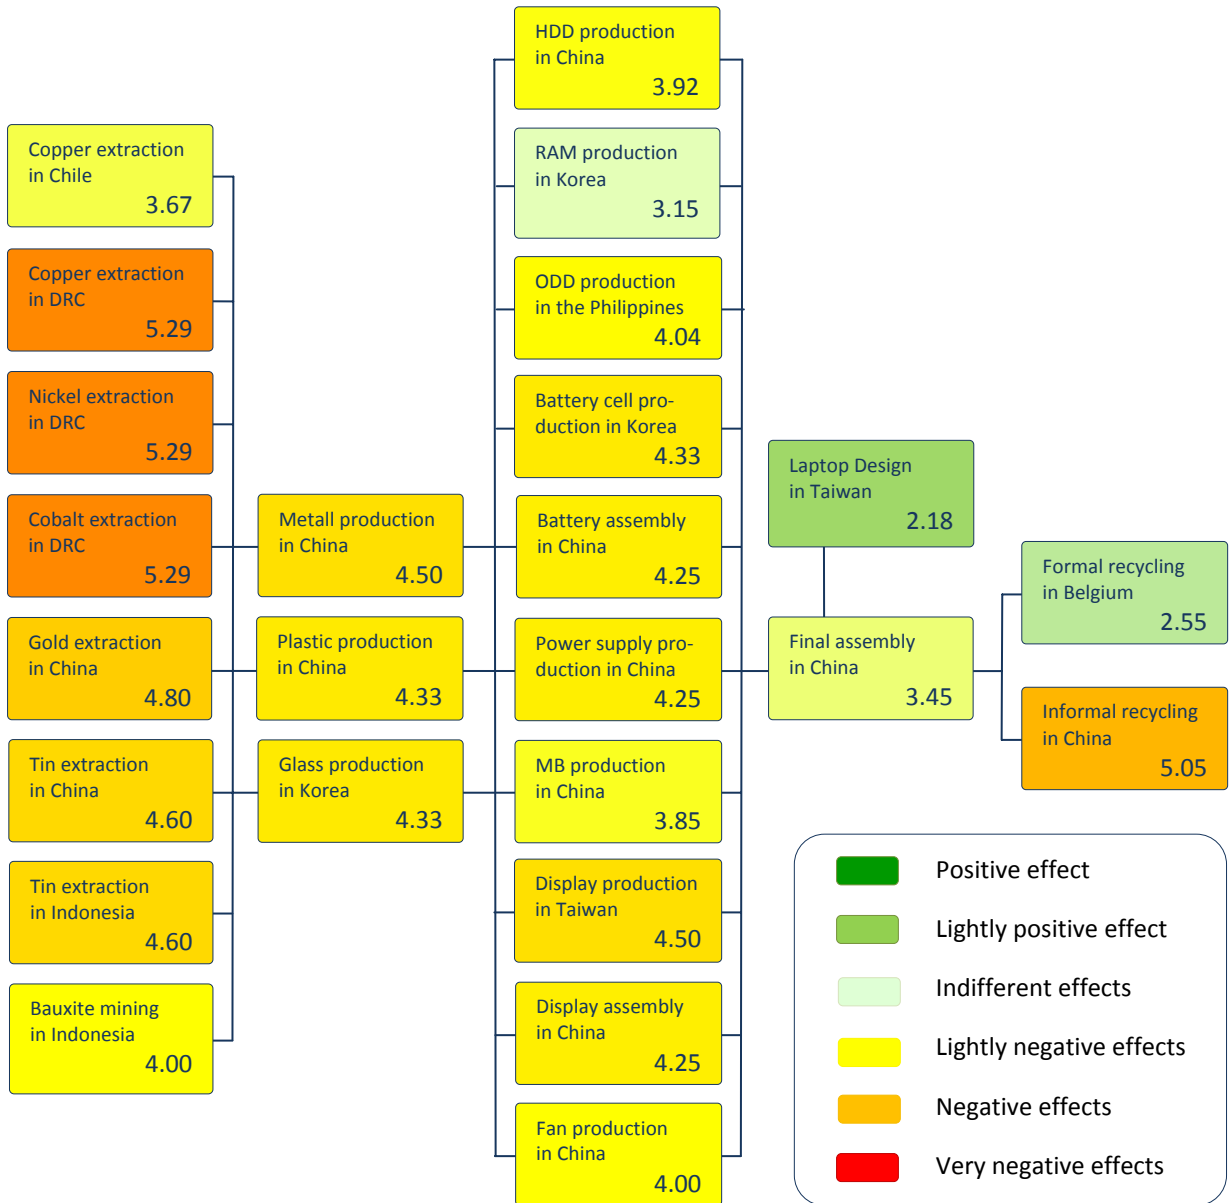 Copper extraction
in Chile
3.67
Copper extraction
in DRC
5.29
Nickel extraction
in DRC
5.29
Cobalt extraction
in DRC
5.29
Gold extraction
in China
4.80
Tin extraction
in China
4.60
Tin extraction
in Indonesia
4.60
Bauxite mining
in Indonesia
4.00
Metall production
in China
4.50
Plastic production
in China
4.33
Glass production
in Korea
4.33
HDD production
in China
3.92
RAM production
in Korea
3.15
ODD production
in the Philippines
4.04
Battery cell pro-
duction in Korea
4.33
Battery assembly
in China
4.25
Power supply pro-
duction in China
4.25
MB production
in China
3.85
Display production
in Taiwan
4.50
Display assembly
in China
4.25
Fan production
in China
4.00
Laptop Design
in Taiwan
2.18
Final assembly
in China
3.45
Formal recycling
in Belgium
2.55
Informal recycling
in China
5.05
Positive effect
Lightly positive effect
Indifferent effects
Lightly negative effects
Negative effects
Very negative effects